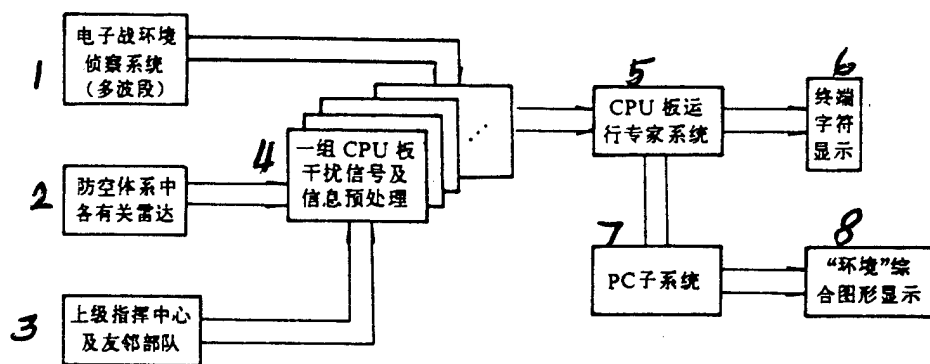 1
电子战环境
侦察系统
(多波段)
2
防空体系中
各有关雷达
3
上级指挥中心
及友邻部队
4
一组 CPU 板
干扰信号及
信息预处理
5
CPU 板运
行专家系统
6
终端
字符
显示
7
PC子系统
8
“环境”综
合图形显示